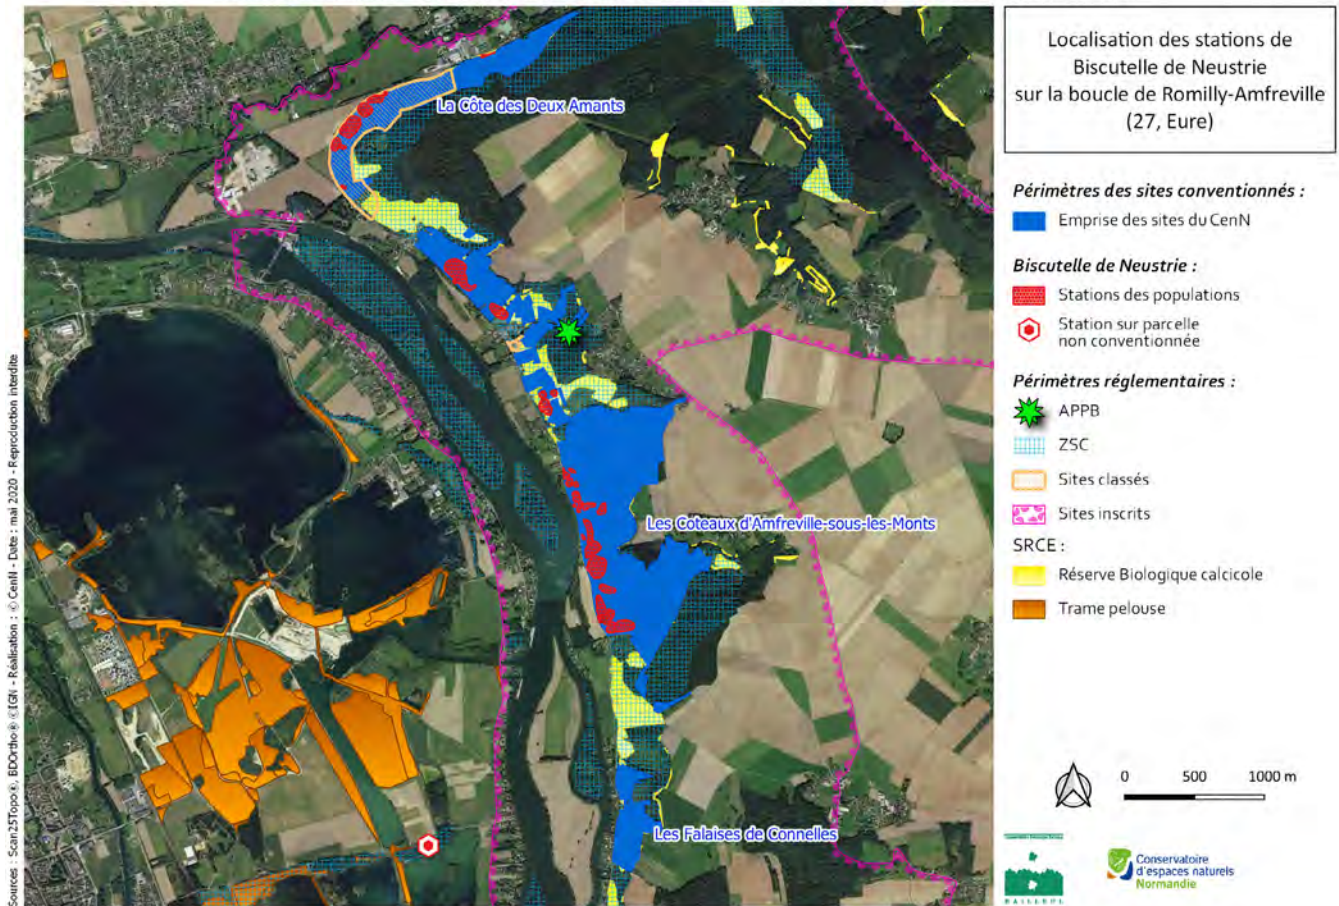 Localisation des stations de
Biscutelle de Neustrie
sur la boucle de Romilly-Amfreville
(27, Eure)
Périmètres des sites conventionnés :
Emprise des sites du CenN
Biscutelle de Neustrie :
Stations des populations
Station sur parcelle
non conventionnée
Périmètres réglementaires :
APPB
ZSC
Sites classés
Sites inscrits
SRCE :
Réserve Biologique calcicole
Trame pelouse
0 500 1000 m
BAILLEUL
Conservatoire
d'espaces naturels
Normandie
La Côte des Deux Amants
Les Coteaux d'Amfreville-sous-les-Monts
Les Falaises de Connelles
Sources : Scan25Topo®, BDOrtho® ©IGN - Réalisation : © CenN - Date : mai 2020 - Reproduction interdite